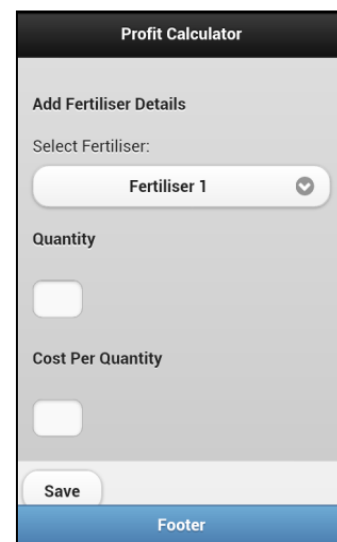 Profit Calculator
Add Fertiliser Details
Select Fertiliser:
Fertiliser 1
Quantity
Cost Per Quantity
Save
Footer